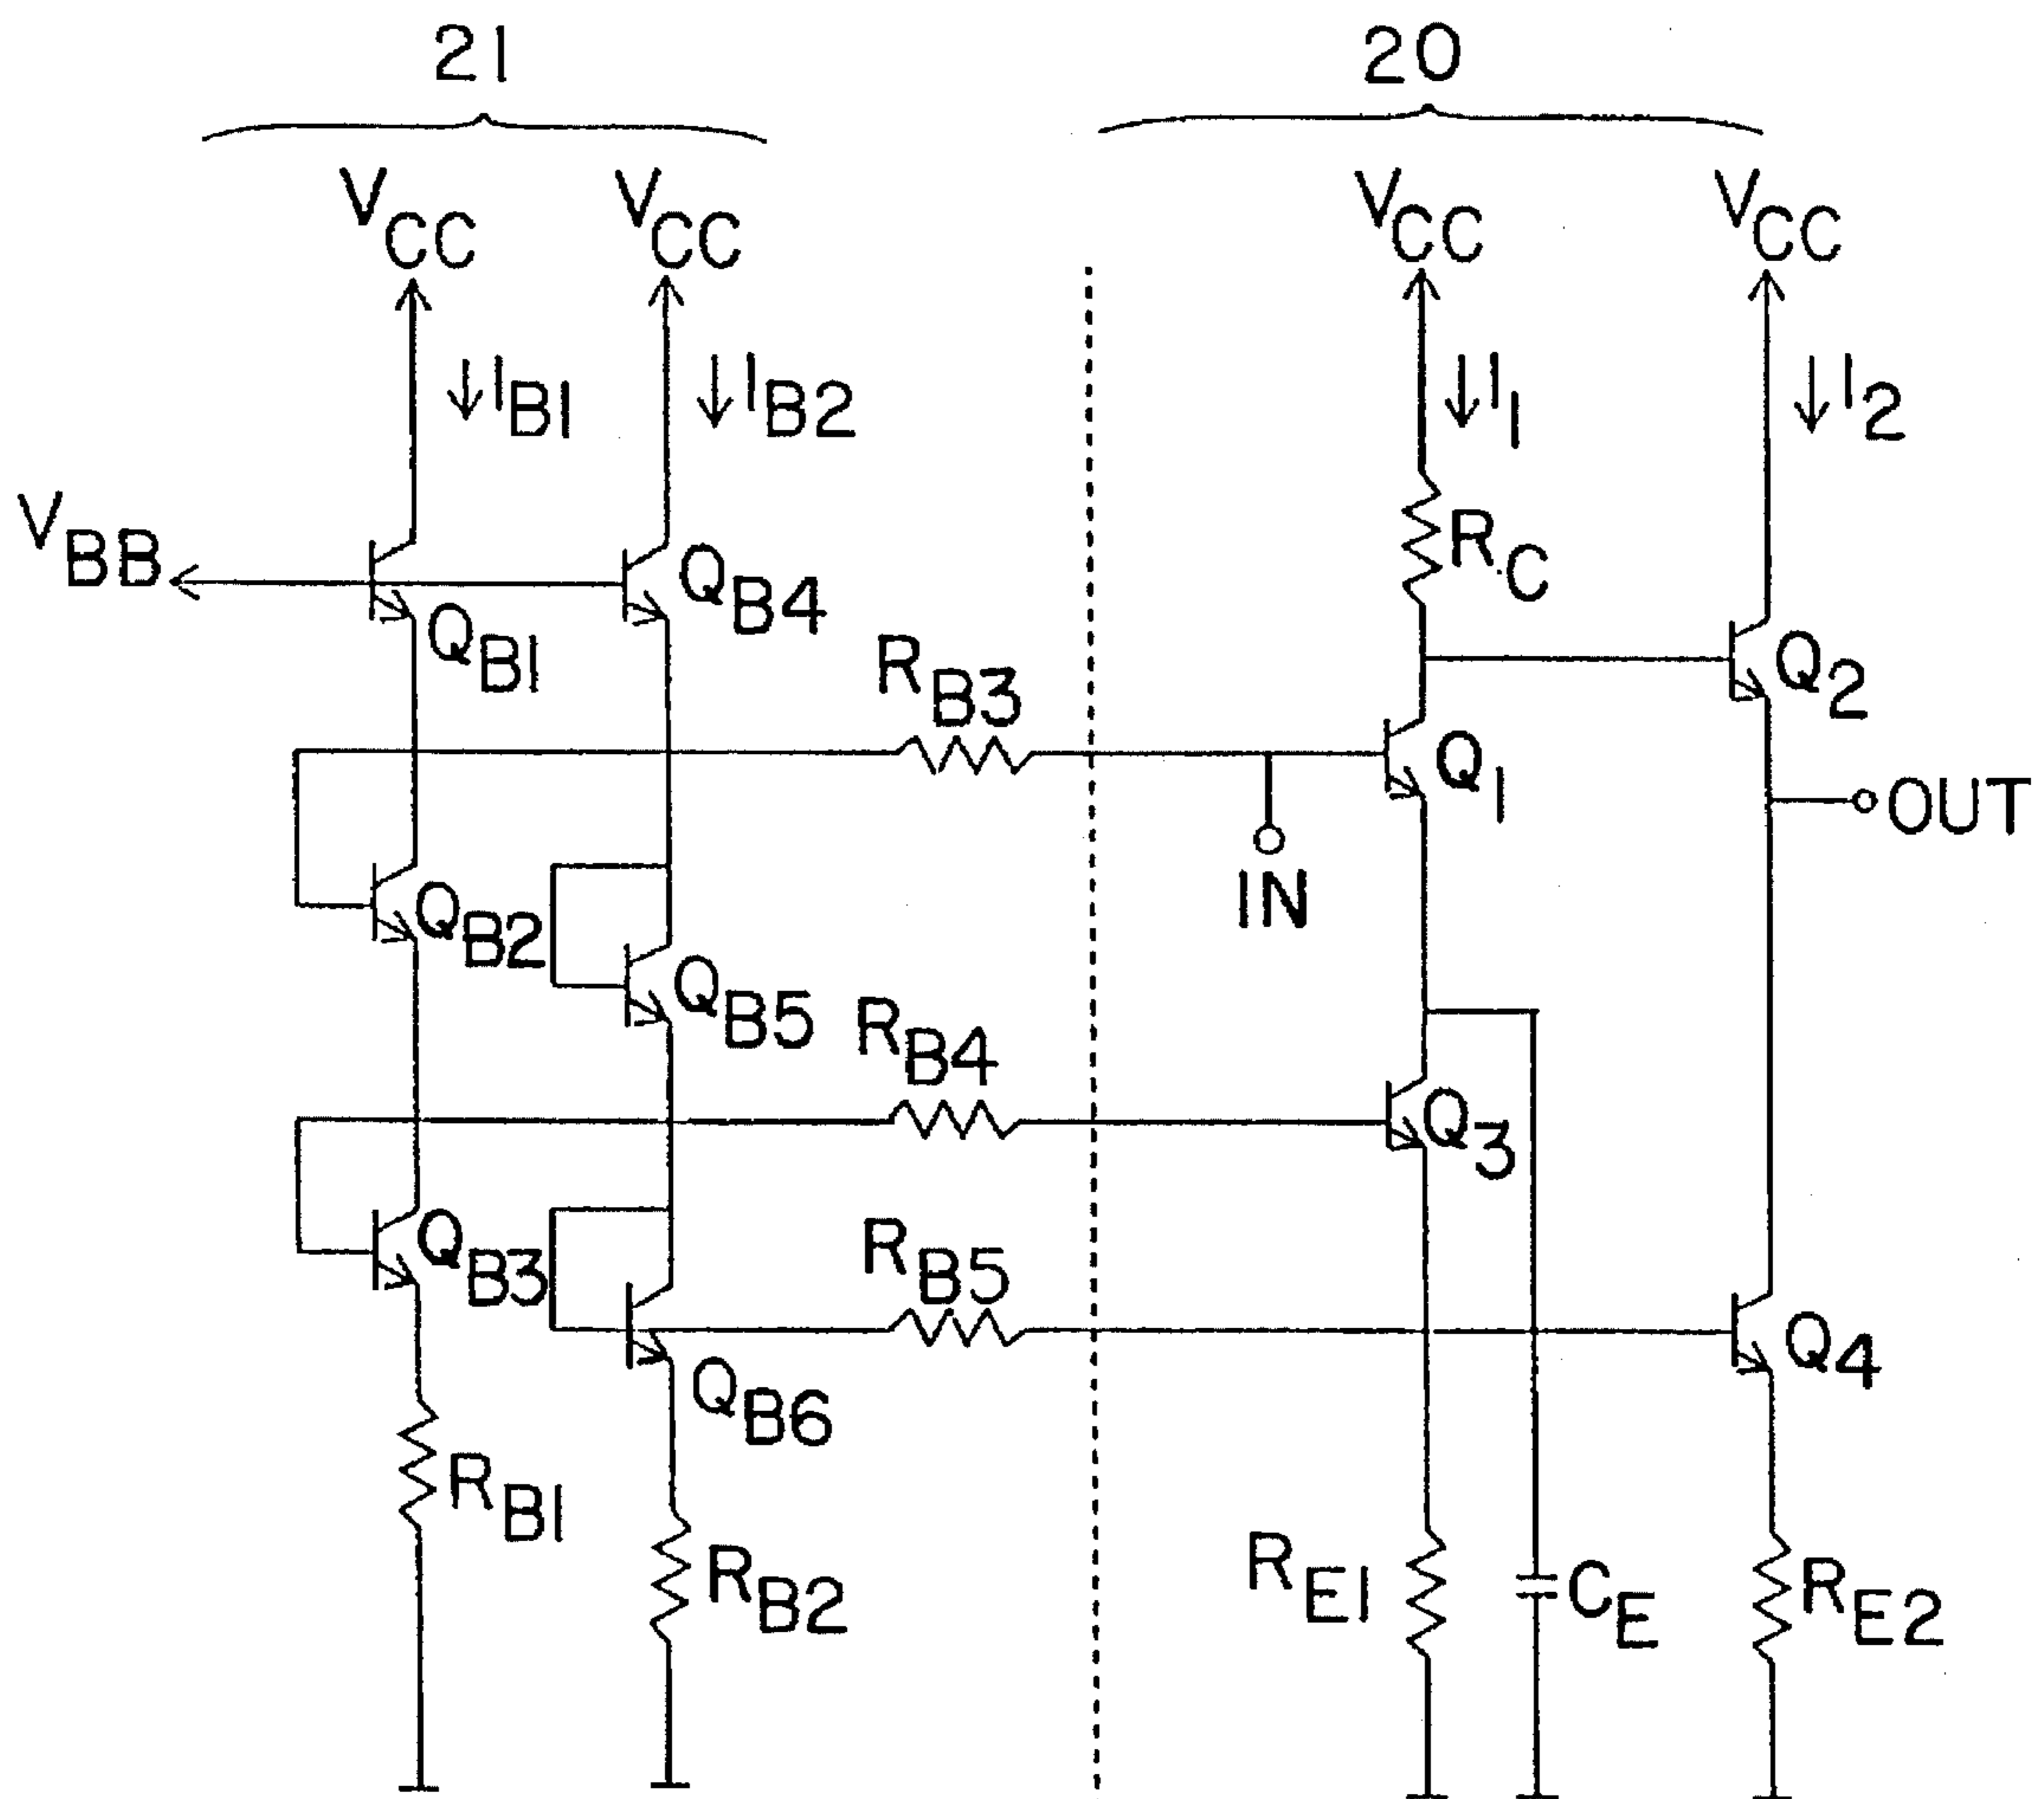 21
20
VCC
VCC
VCC
VCC
IB1
IB2
I1
I2
VBB
QB1
QB4
RC
Q2
RB3
Q1
OUT
IN
QB2
QB5
RB4
Q3
QB3
RB5
Q4
QB6
RB1
RB2
RE1
CE
RE2